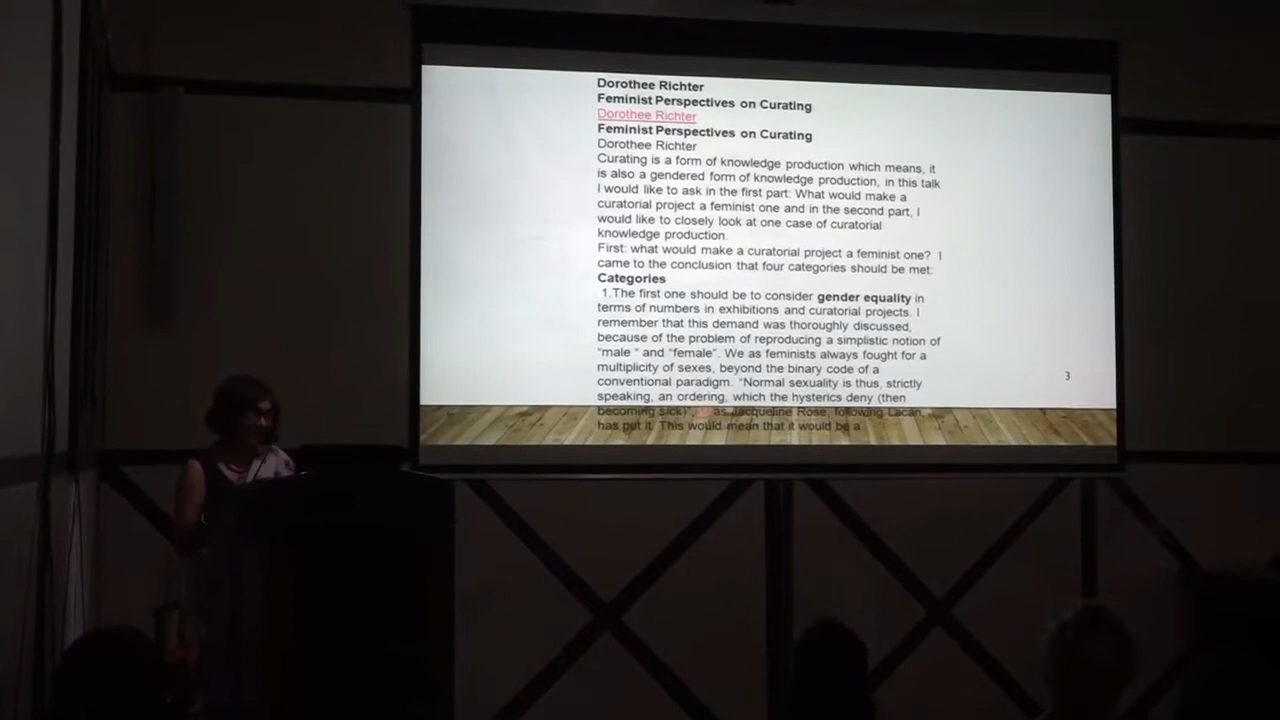 Dorothee Richter
Feminist Perspectives on Curating
Dorothee Richter
Feminist Perspectives on Curating
Dorothee Richter
Curating is a form of knowledge production which means, it
is also a gendered form of knowledge production, in this talk
I would like to ask in the first part: What would make a
curatorial project a feminist one and in the second part, I
would like to closely look at one case of curatorial
knowledge production.
First: what would make a curatorial project a feminist one? I
came to the conclusion that four categories should be met:
Categories
1.The first one should be to consider gender equality in
terms of numbers in exhibitions and curatorial projects. I
remember that this demand was thoroughly discussed,
because of the problem of reproducing a simplistic notion of
"male " and "female". We as feminists always fought for a
multiplicity of sexes, beyond the binary code of a
conventional paradigm. "Normal sexuality is thus, strictly
speaking, an ordering, which the hysterics deny (then
becoming sick)", as Jacqueline Rose, following Lacan,
has put it. This would mean that it would be a
3